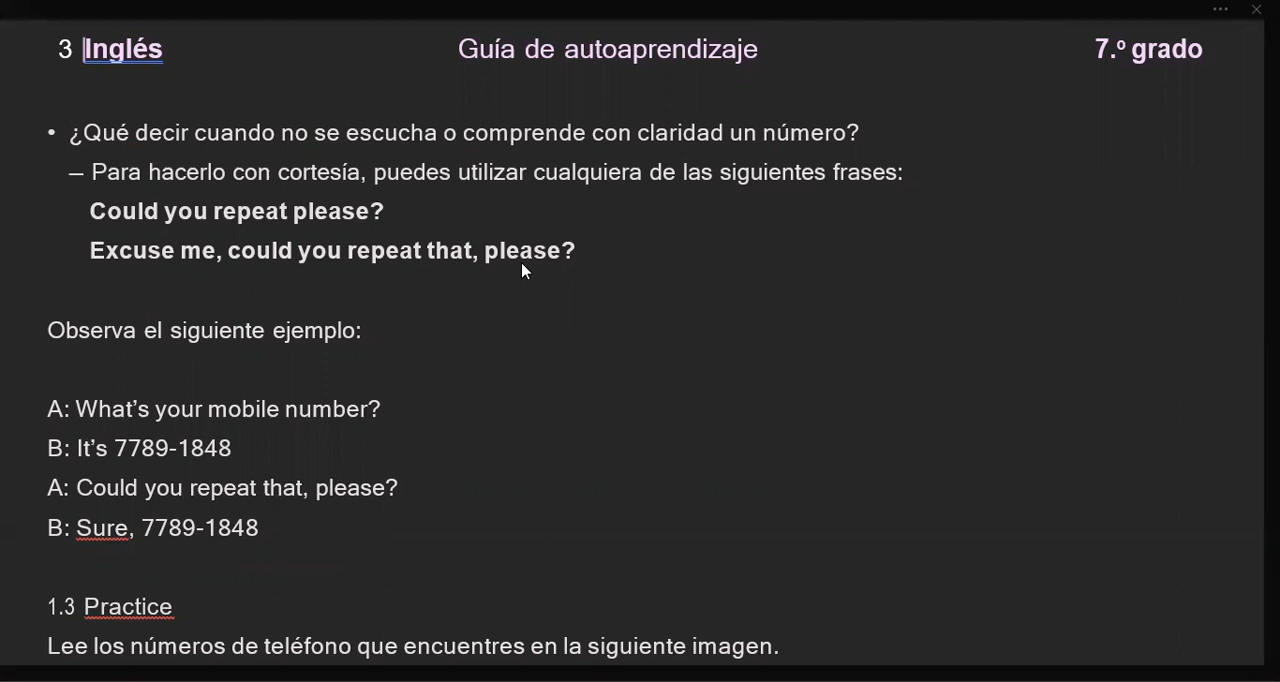 3 Inglés Guía de autoaprendizaje 7.º grado
• ¿Qué decir cuando no se escucha o comprende con claridad un número?
– Para hacerlo con cortesía, puedes utilizar cualquiera de las siguientes frases:
Could you repeat please?
Excuse me, could you repeat that, please?
Observa el siguiente ejemplo:
A: What’s your mobile number?
B: It’s 7789-1848
A: Could you repeat that, please?
B: Sure, 7789-1848
1.3 Practice
Lee los números de teléfono que encuentres en la siguiente imagen.